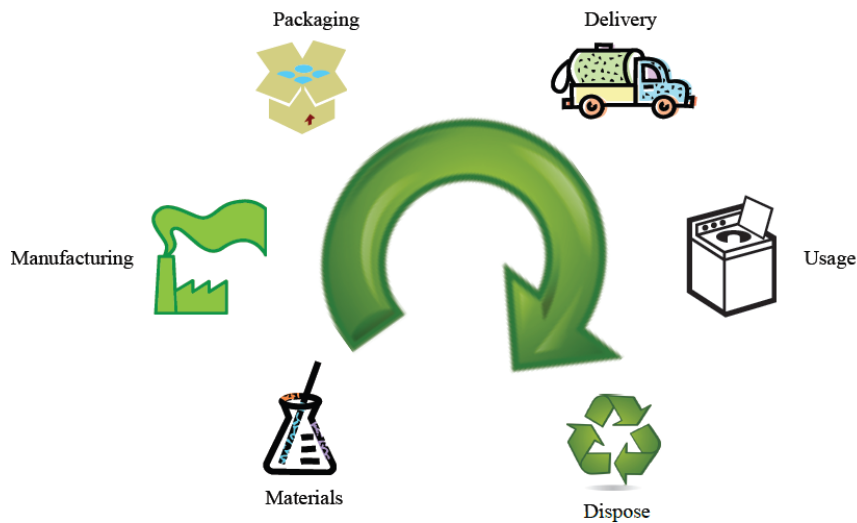 Packaging
Delivery
Manufacturing
Usage
Materials
Dispose